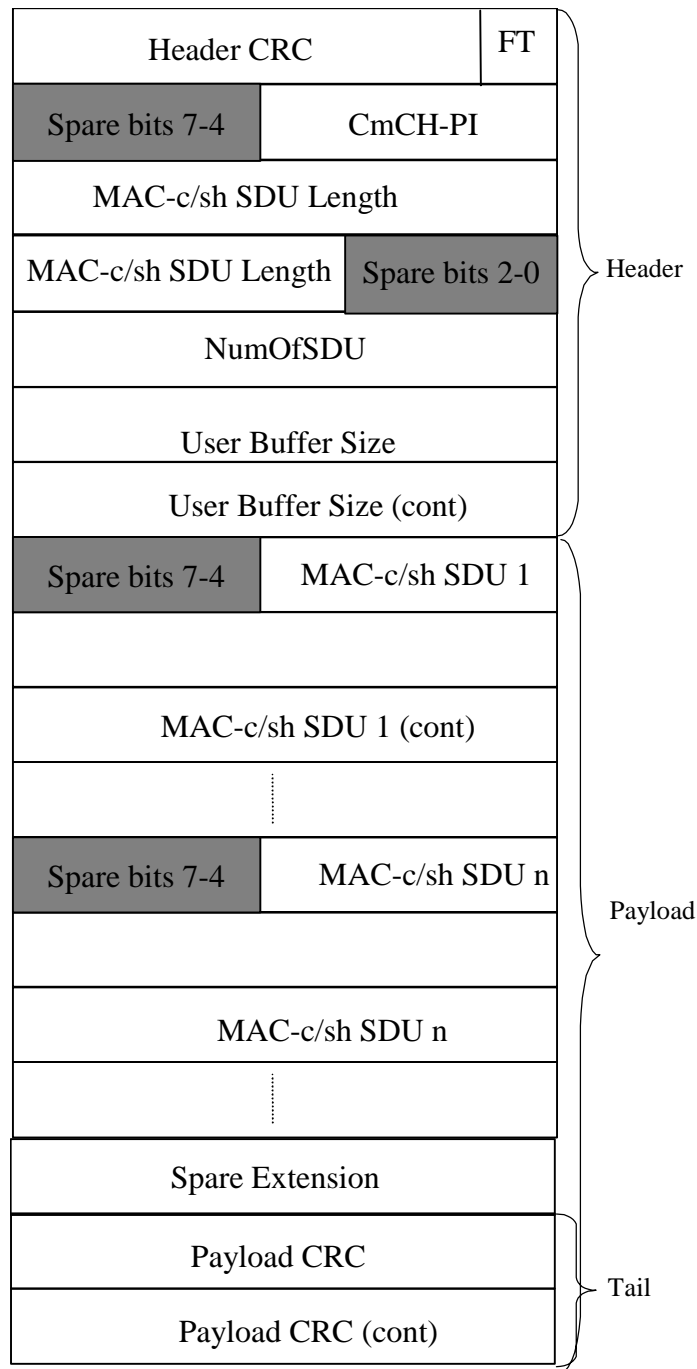 Header CRC FT
Spare bits 7-4 CmCH-PI
MAC-c/sh SDU Length
MAC-c/sh SDU Length Spare bits 2-0
Header
NumOfSDU
User Buffer Size
User Buffer Size (cont)
Spare bits 7-4 MAC-c/sh SDU 1
MAC-c/sh SDU 1 (cont)
Spare bits 7-4 MAC-c/sh SDU n
Payload
MAC-c/sh SDU n
Spare Extension
Payload CRC
Tail
Payload CRC (cont)